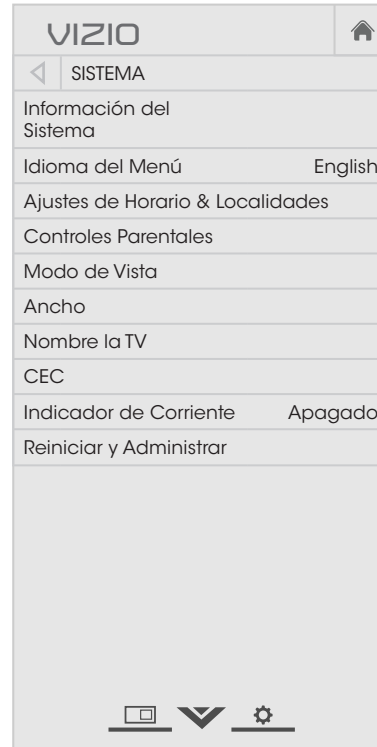 VIZIO
SISTEMA
Información del
Sistema
Idioma del Menú English
Ajustes de Horario & Localidades
Controles Parentales
Modo de Vista
Ancho
Nombre la TV
CEC
Indicador de Corriente Apagado
Reiniciar y Administrar